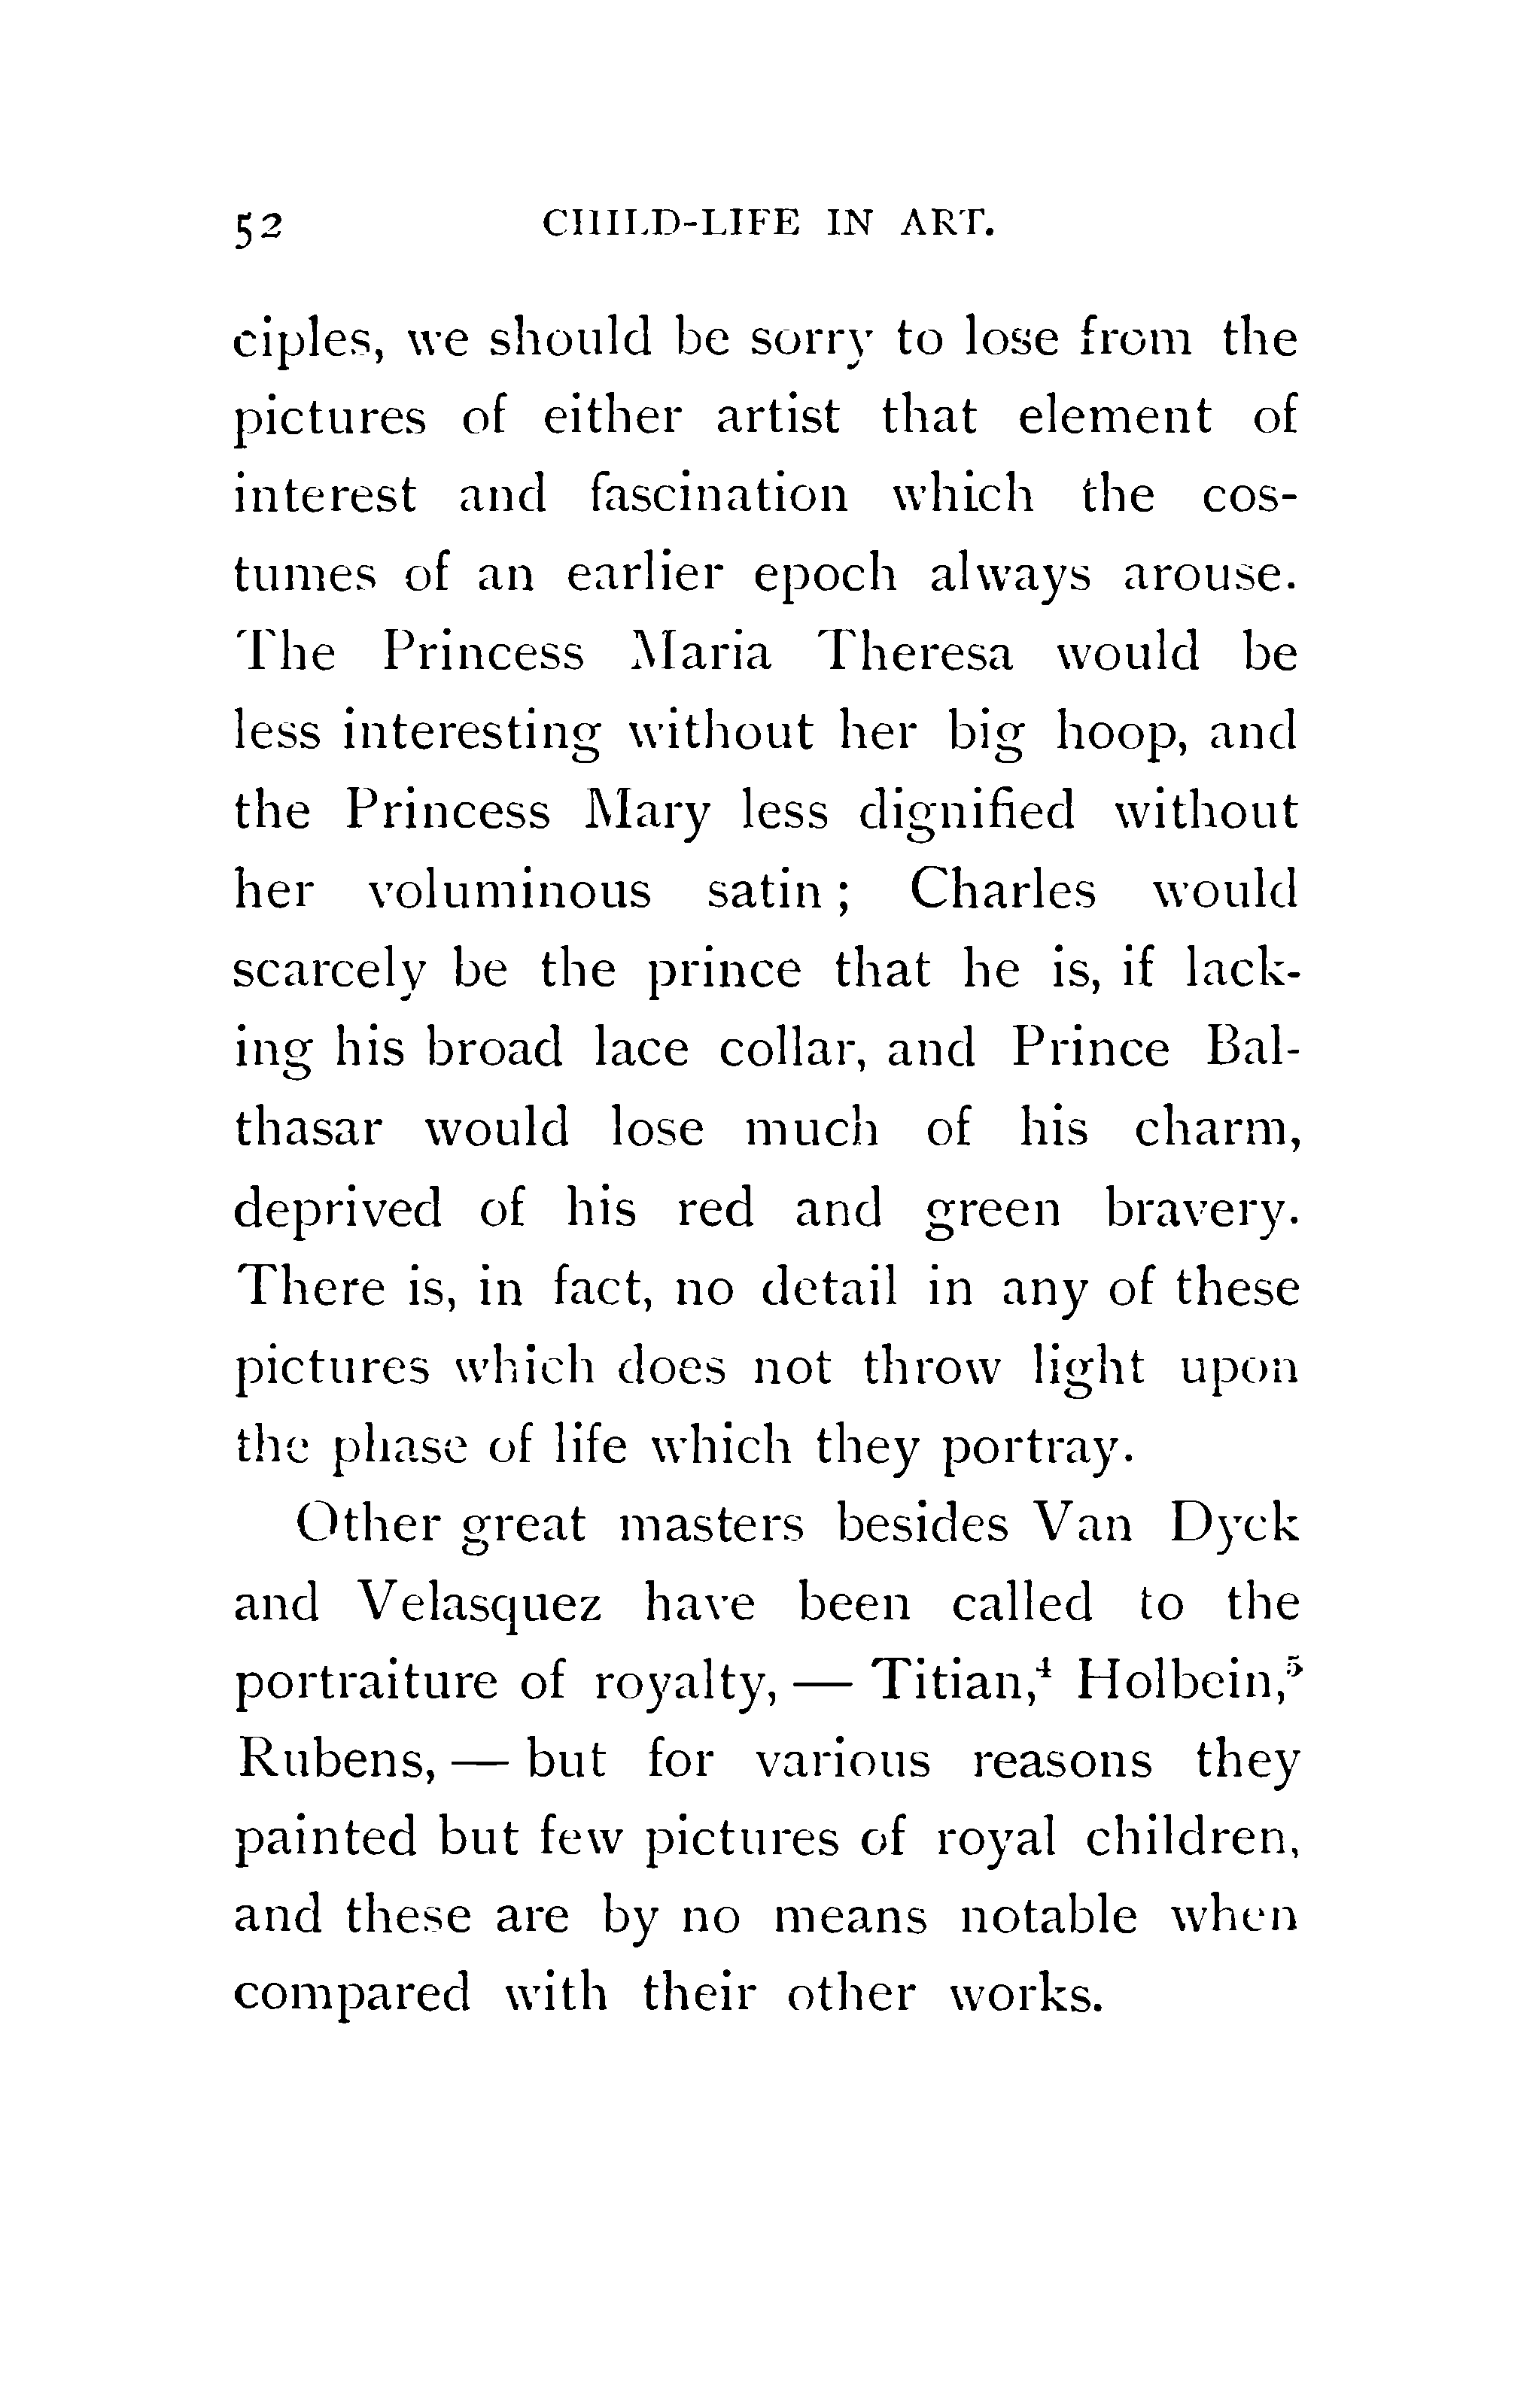 52 CHILD-LIFE IN ART.
ciples, we should be sorry to lose from the
pictures of either artist that element of
interest and fascination which the cos-
tumes of an earlier epoch always arouse.
The Princess Maria Theresa would be
less interesting without her big hoop, and
the Princess Mary less dignified without
her voluminous satin; Charles would
scarcely be the prince that he is, if lack-
ing his broad lace collar, and Prince Bal-
thasar would lose much of his charm,
deprived of his red and green bravery.
There is, in fact, no detail in any of these
pictures which does not throw light upon
the phase of life which they portray.
Other great masters besides Van Dyck
and Velasquez have been called to the
portraiture of royalty, — Titian,⁴ Holbein,⁵
Rubens, — but for various reasons they
painted but few pictures of royal children,
and these are by no means notable when
compared with their other works.